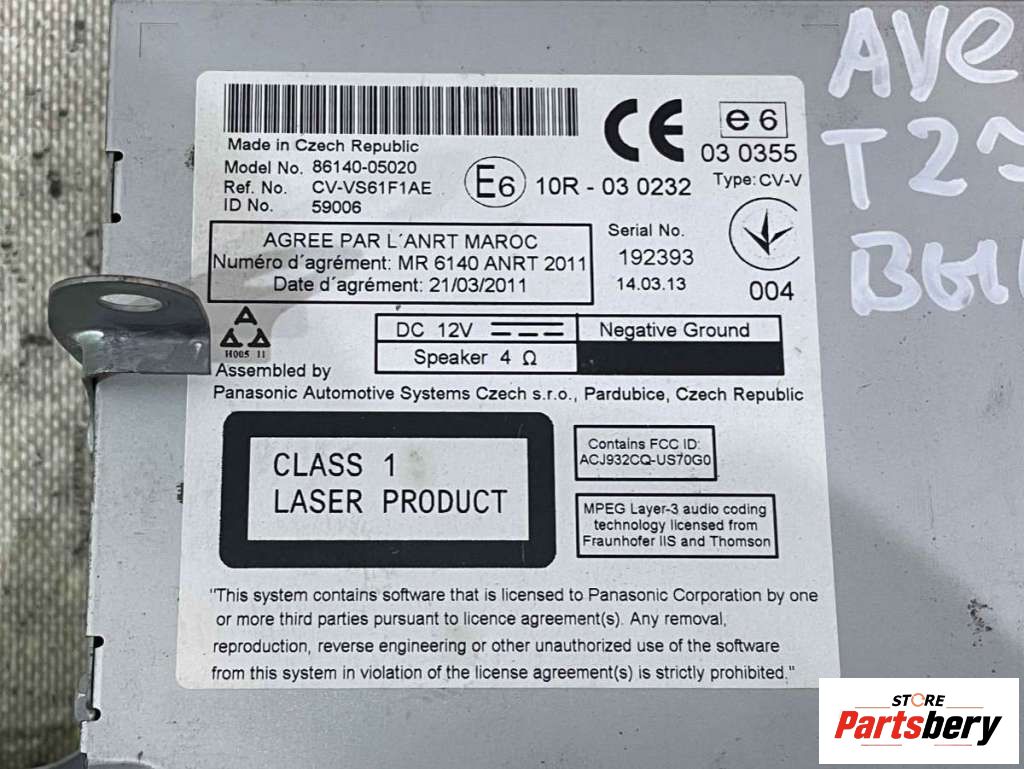 Made in Czech Republic
Model No. 86140-05020
Ref. No. CV-VS61F1AE
ID No. 59006
CE
e6
03 0355
Type: CV-V
E6 10R - 03 0232
AGREE PAR L´ANRT MAROC
Numéro d´agrément: MR 6140 ANRT 2011
Date d´agrément: 21/03/2011
Serial No.
192393
14.03.13
004
H005 11
DC 12V
Negative Ground
Speaker 4 Ω
Assembled by
Panasonic Automotive Systems Czech s.r.o., Pardubice, Czech Republic
CLASS 1
LASER PRODUCT
Contains FCC ID:
ACJ932CQ-US70G0
MPEG Layer-3 audio coding
technology licensed from
Fraunhofer IIS and Thomson
"This system contains software that is licensed to Panasonic Corporation by one
or more third parties pursuant to licence agreement(s). Any removal,
reproduction, reverse engineering or other unauthorized use of the software
from this system in violation of the license agreement(s) is strictly prohibited."
AVe
T27
STORE
Partsbery